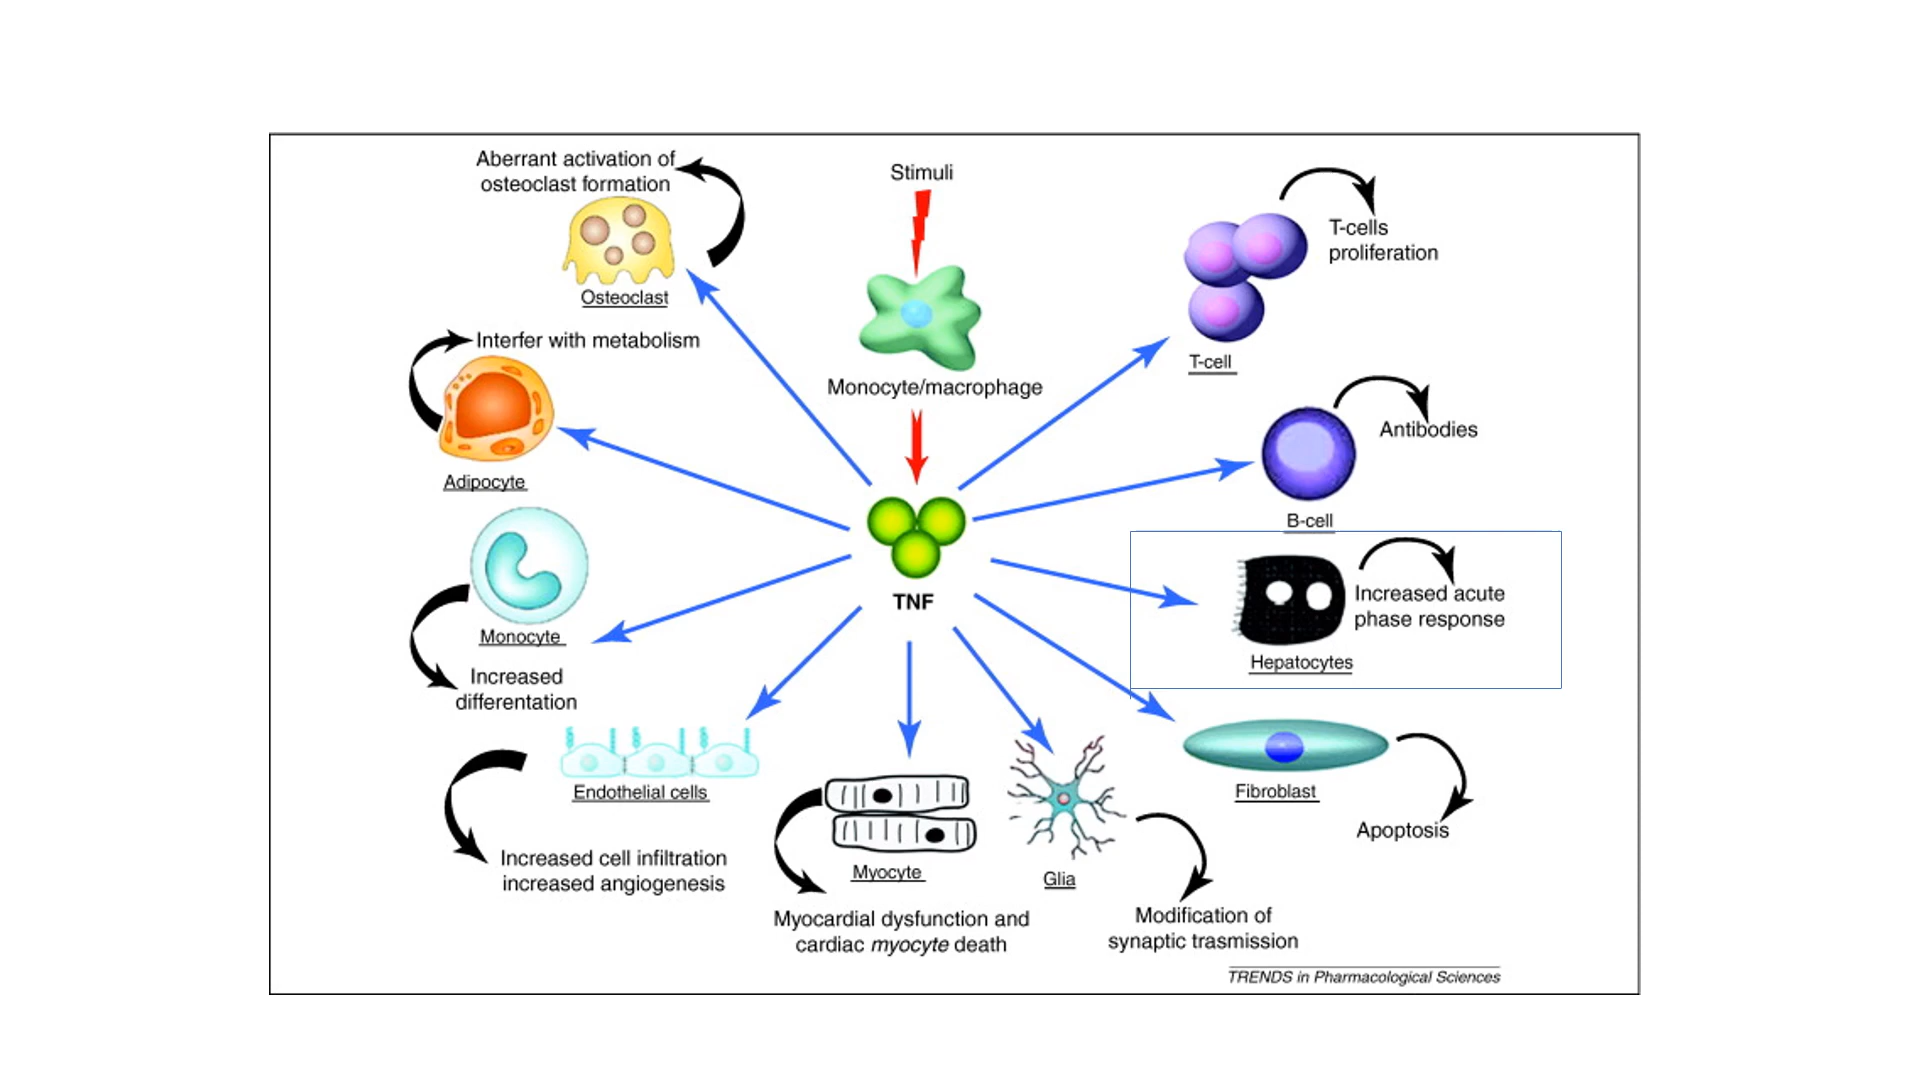 Aberrant activation of
osteoclast formation
Osteoclast
Stimuli
Monocyte/macrophage
T-cells
proliferation
T-cell
Interfer with metabolism
Adipocyte
Antibodies
B-cell
Monocyte
Increased
differentation
TNF
Increased acute
phase response
Hepatocytes
Endothelial cells
Increased cell infiltration
increased angiogenesis
Myocyte
Myocardial dysfunction and
cardiac myocyte death
Glia
Modification of
synaptic trasmission
Fibroblast
Apoptosis
TRENDS in Pharmacological Sciences